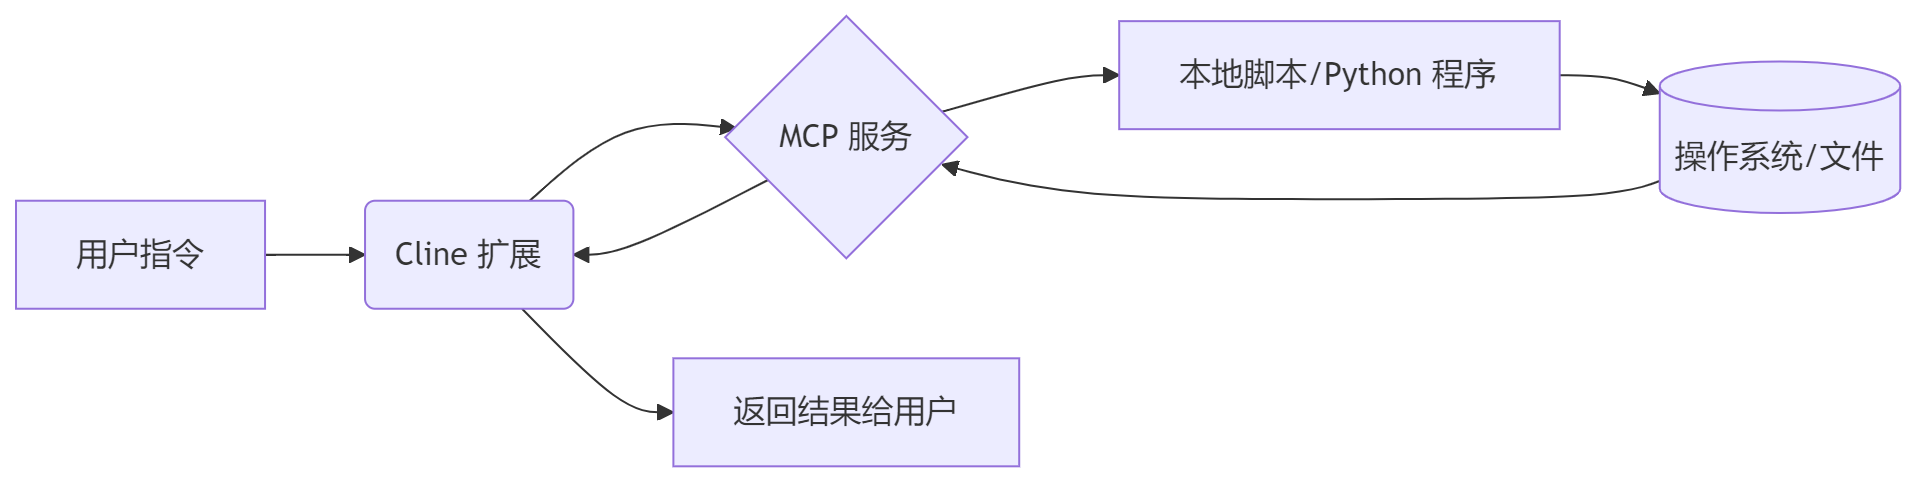 用户指令
Cline 扩展
MCP 服务
本地脚本/Python 程序
操作系统/文件
返回结果给用户